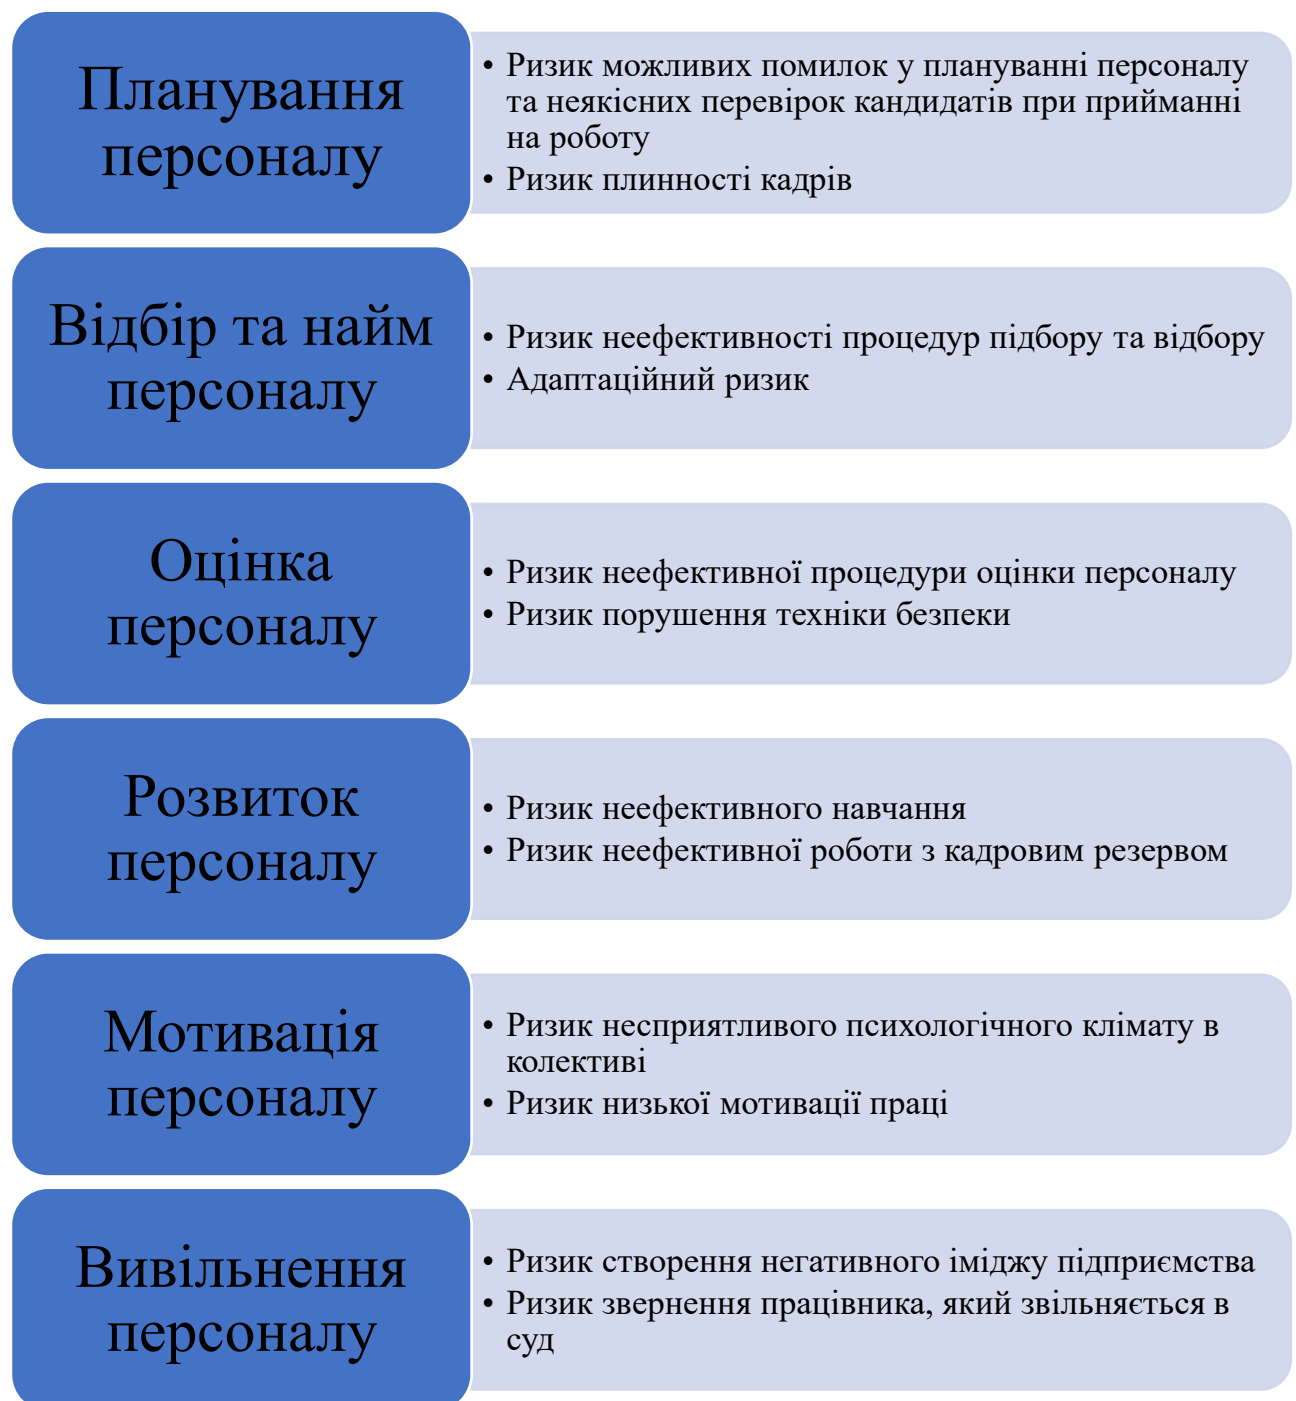 Планування
персоналу
• Ризик можливих помилок у плануванні персоналу
та неякісних перевірок кандидатів при прийманні
на роботу
• Ризик плинності кадрів
Відбір та найм
персоналу
• Ризик неефективності процедур підбору та відбору
• Адаптаційний ризик
Оцінка
персоналу
• Ризик неефективної процедури оцінки персоналу
• Ризик порушення техніки безпеки
Розвиток
персоналу
• Ризик неефективного навчання
• Ризик неефективної роботи з кадровим резервом
Мотивація
персоналу
• Ризик несприятливого психологічного клімату в
колективі
• Ризик низької мотивації праці
Вивільнення
персоналу
• Ризик створення негативного іміджу підприємства
• Ризик звернення працівника, який звільняється в
суд